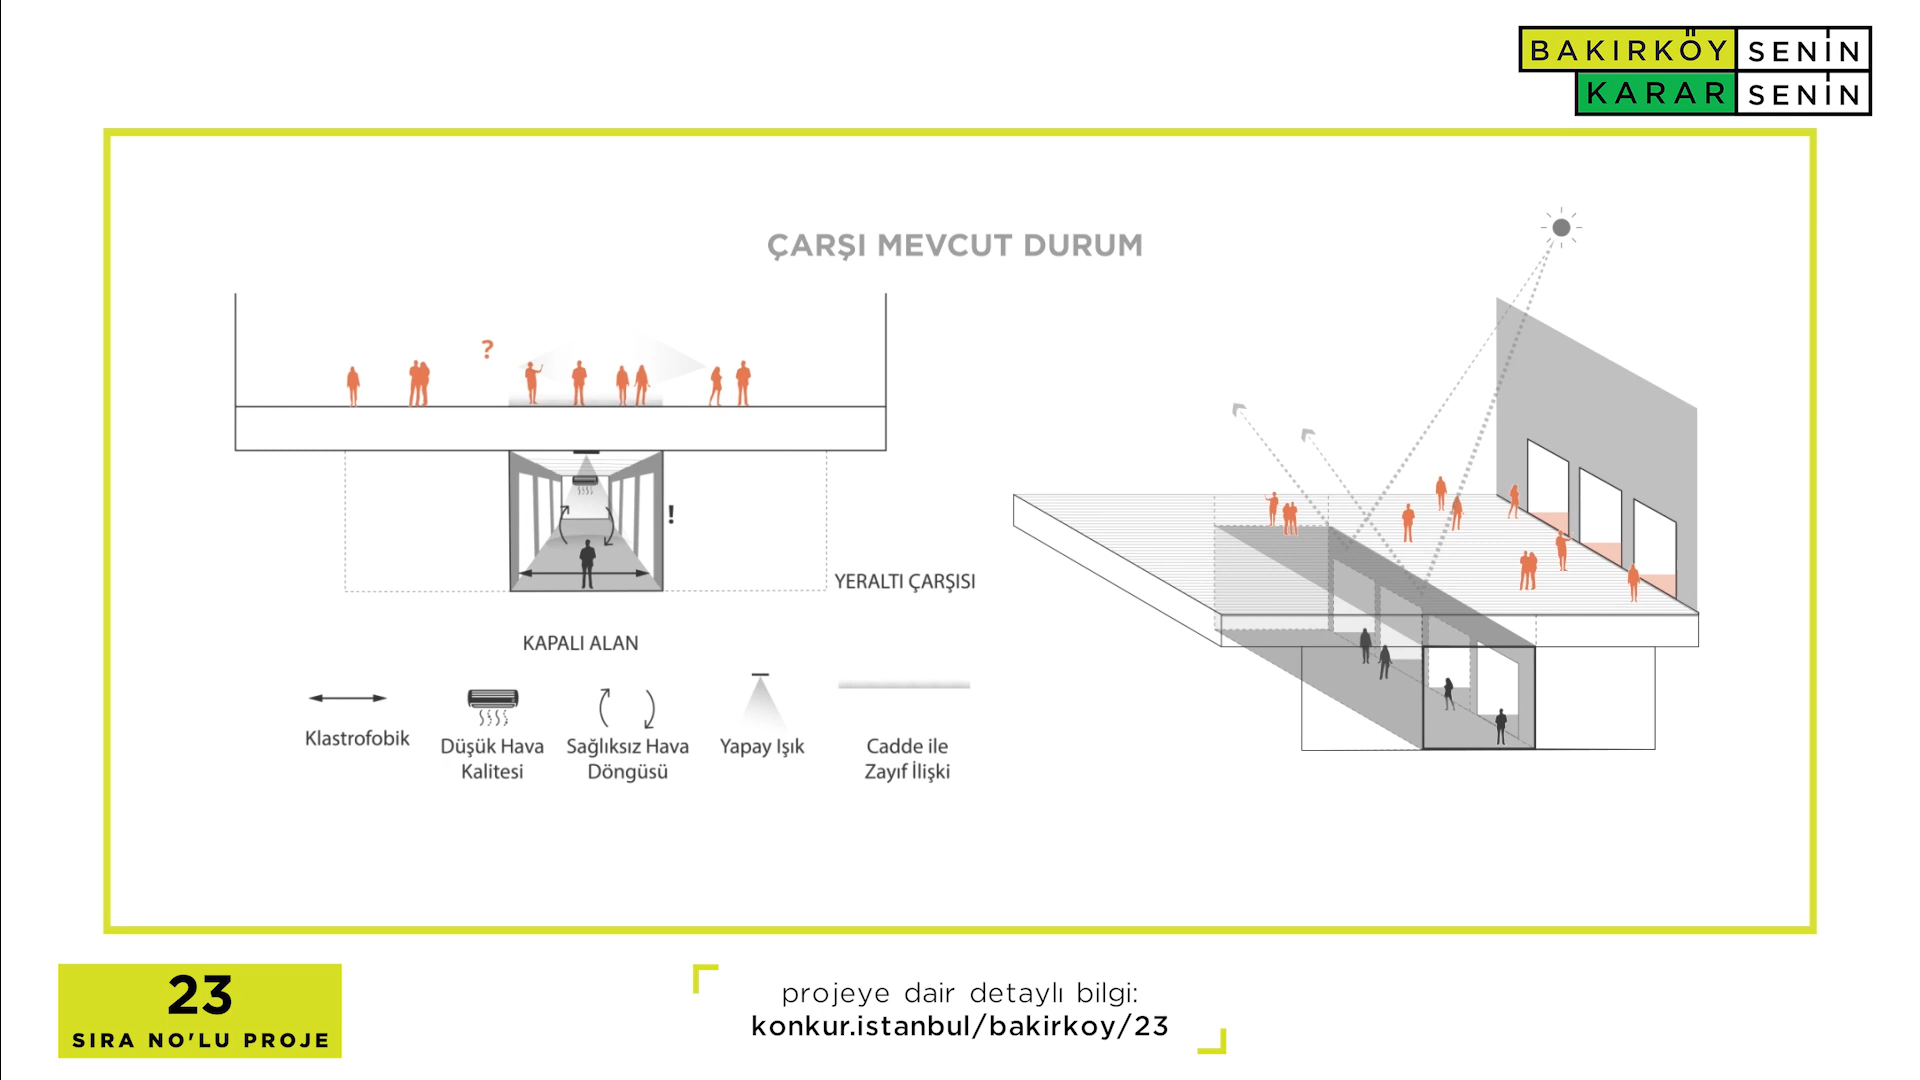 BAKIRKÖY SENİN
KARAR SENİN
ÇARŞI MEVCUT DURUM
?
!
YERALTI ÇARŞISI
KAPALI ALAN
Klastrofobik
Düşük Hava
Kalitesi
Sağlıksız Hava
Döngüsü
Yapay Işık
Cadde ile
Zayıf İlişki
23
SIRA NO'LU PROJE
projeye dair detaylı bilgi:
konkur.istanbul/bakirkoy/23